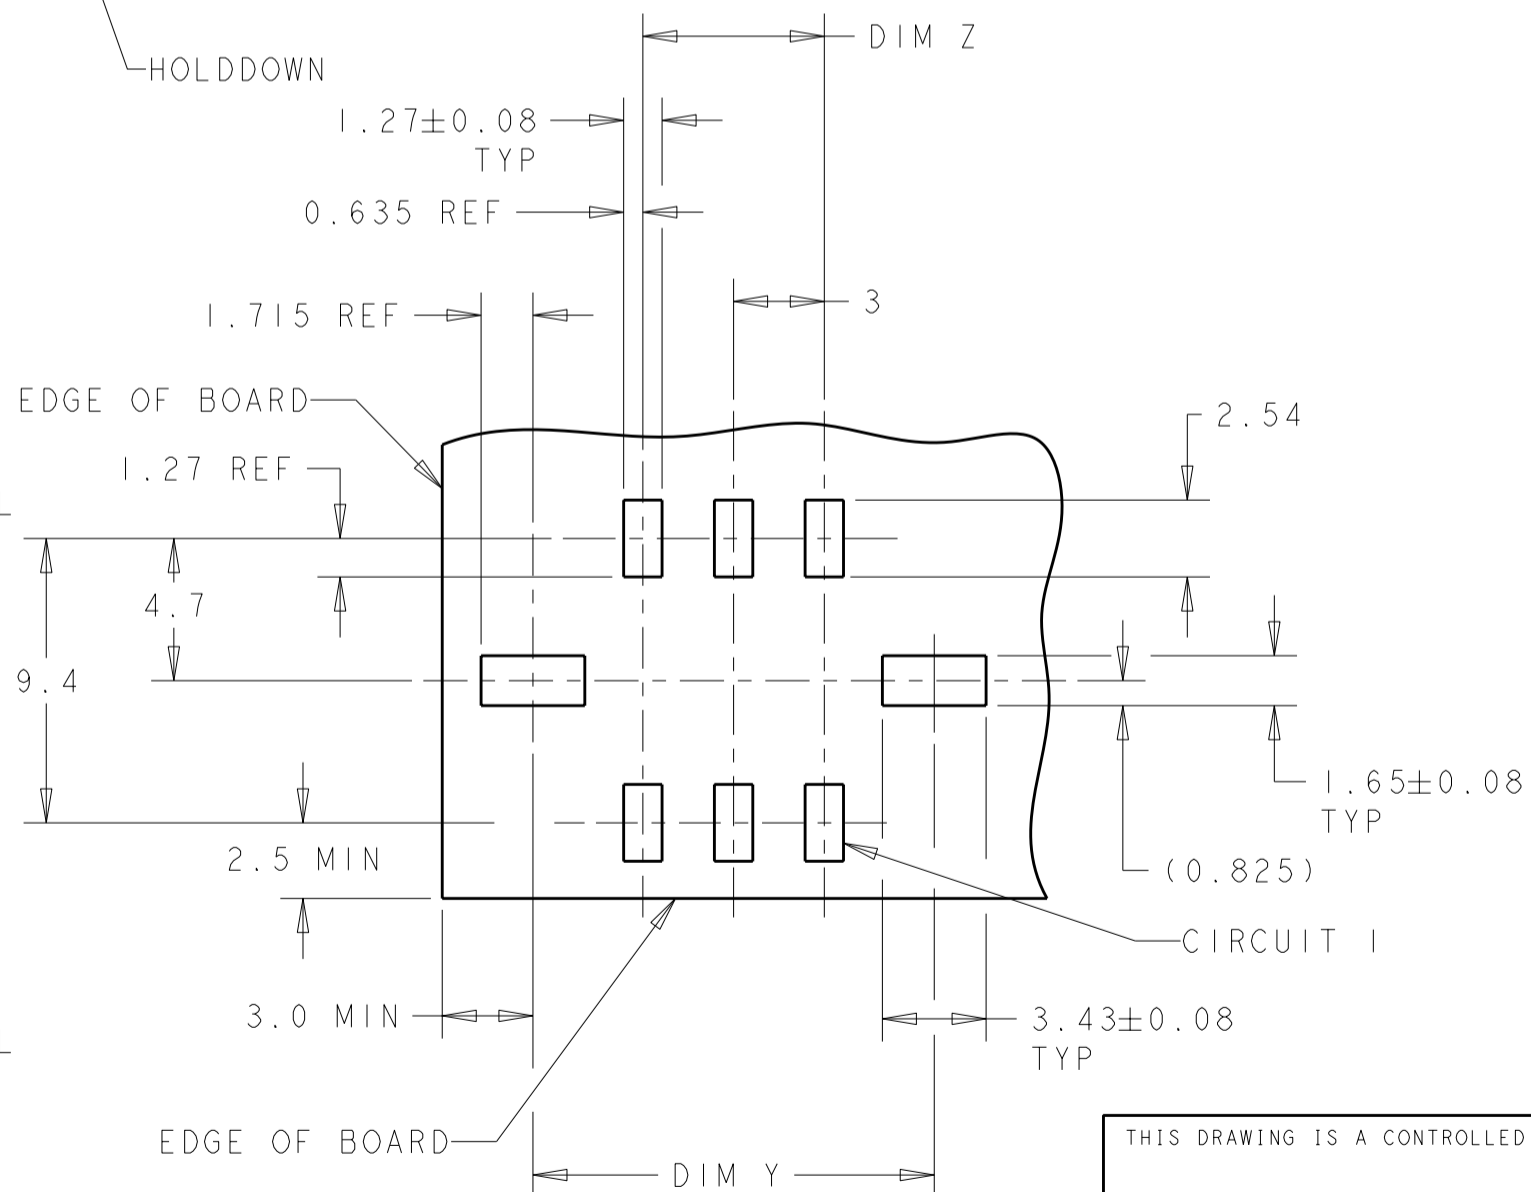 DIM Z
HOLDDOWN
1.27±0.08
TYP
0.635 REF
3
1.715 REF
EDGE OF BOARD
2.54
1.27 REF
4.7
9.4
1.65±0.08
TYP
2.5 MIN
(0.825)
CIRCUIT 1
3.0 MIN
3.43±0.08
TYP
EDGE OF BOARD
THIS DRAWING IS A CONTROLLED
DIM Y